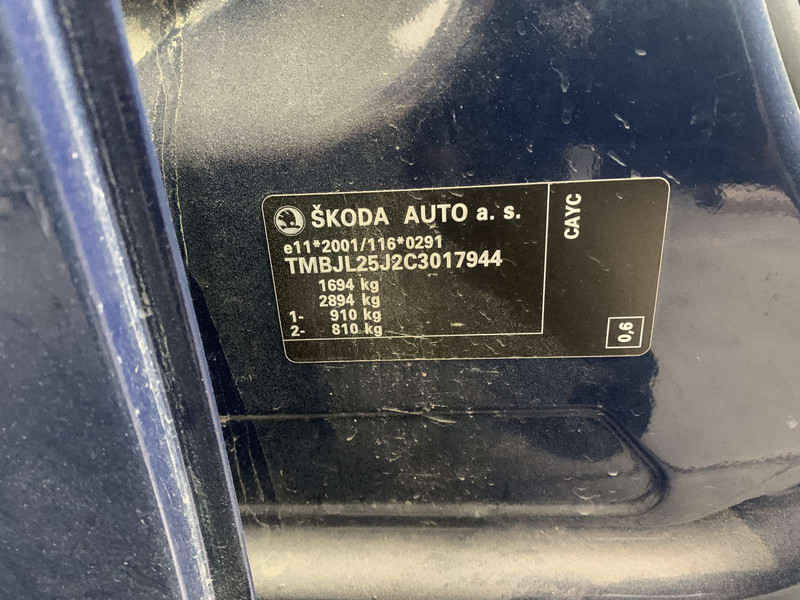 ŠKODA AUTO a. s.
e11*2001/116*0291
TMBJL25J2C3017944
1694 kg
2894 kg
1- 910 kg
2- 810 kg
CAYC
0,6